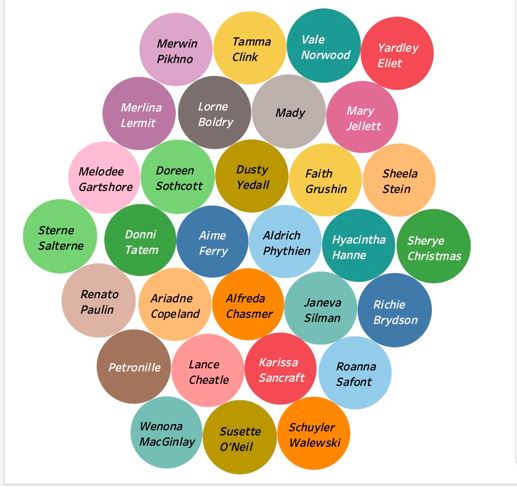 Merwin
Pikhno
Tamma
Clink
Vale
Norwood
Yardley
Eliet
Merlina
Lermit
Lorne
Boldry
Mady
Mary
Jellett
Melodee
Gartshore
Doreen
Sothcott
Dusty
Yedall
Faith
Grushin
Sheela
Stein
Sterne
Salterne
Donni
Tatem
Aime
Ferry
Aldrich
Phythien
Hyacintha
Hanne
Sherye
Christmas
Renato
Paulin
Ariadne
Copeland
Alfreda
Chasmer
Janeva
Silman
Richie
Brydson
Petronille
Lance
Cheatle
Karissa
Sancraft
Roanna
Safont
Wenona
MacGinlay
Susette
O'Neil
Schuyler
Walewski